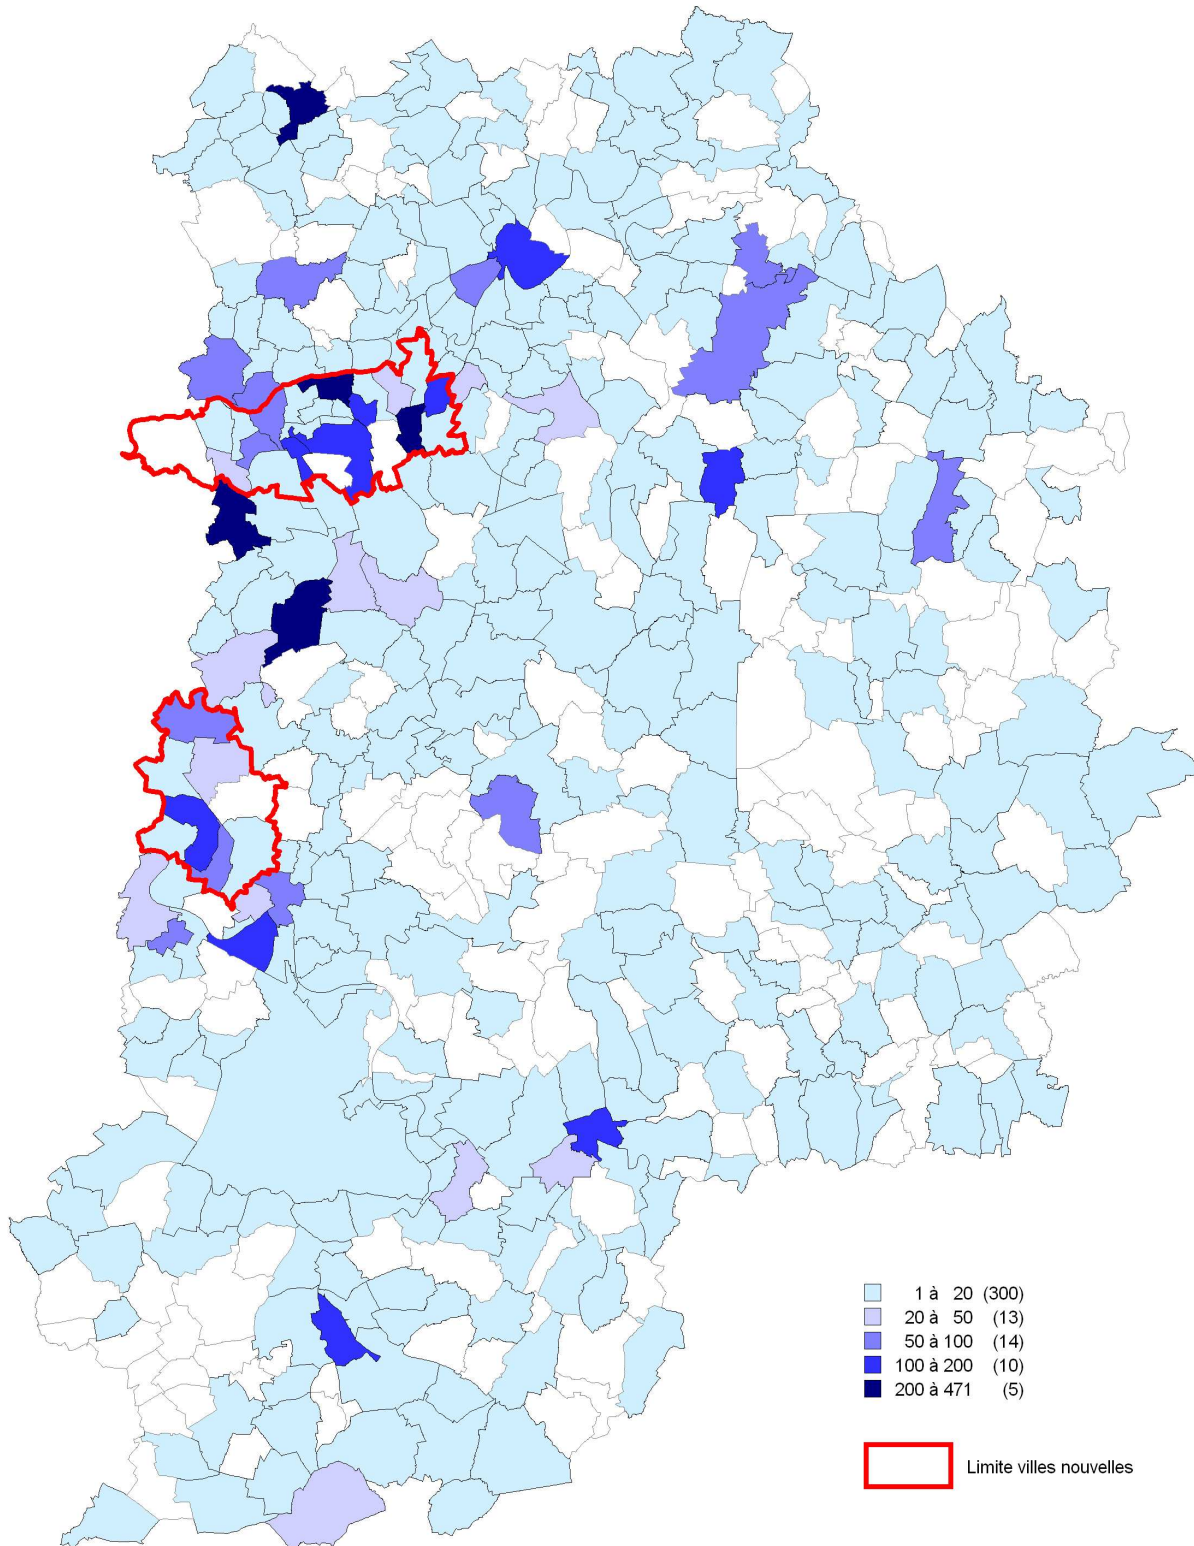 1 à 20 (300)
20 à 50 (13)
50 à 100 (14)
100 à 200 (10)
200 à 471 (5)
Limite villes nouvelles